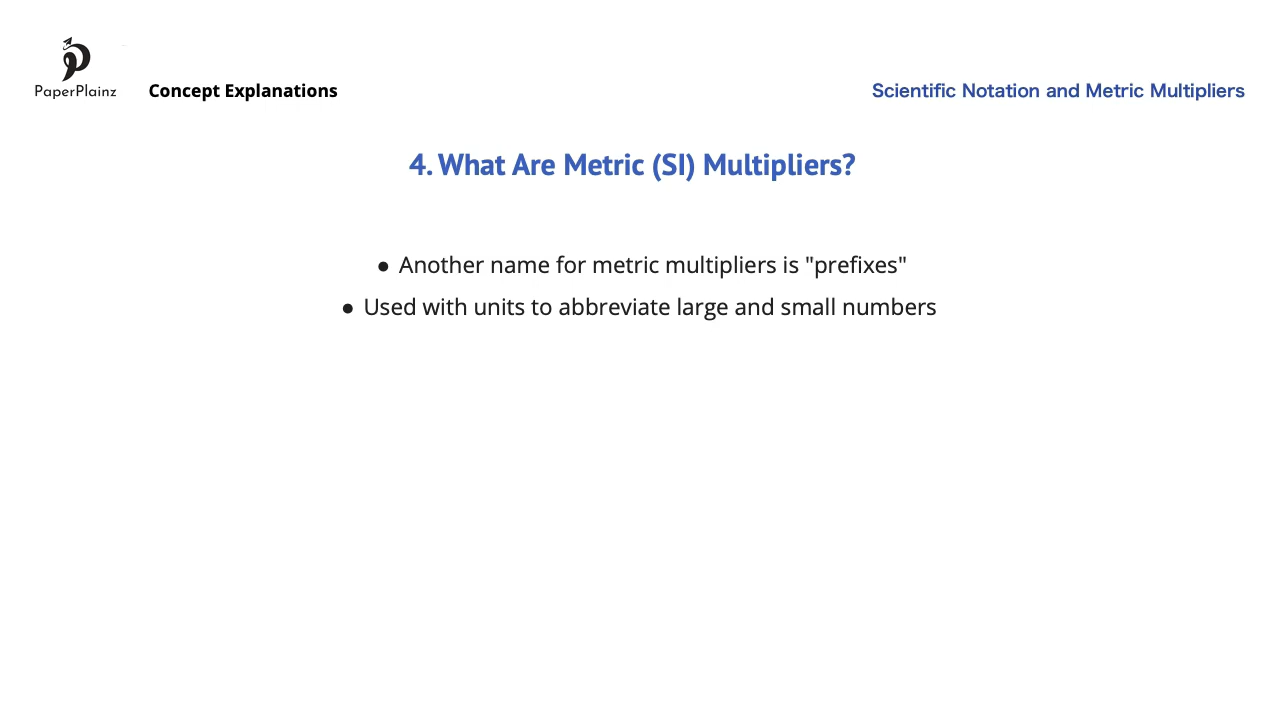 PaperPlainz
Concept Explanations
Scientific Notation and Metric Multipliers
4. What Are Metric (SI) Multipliers?
● Another name for metric multipliers is "prefixes"
● Used with units to abbreviate large and small numbers